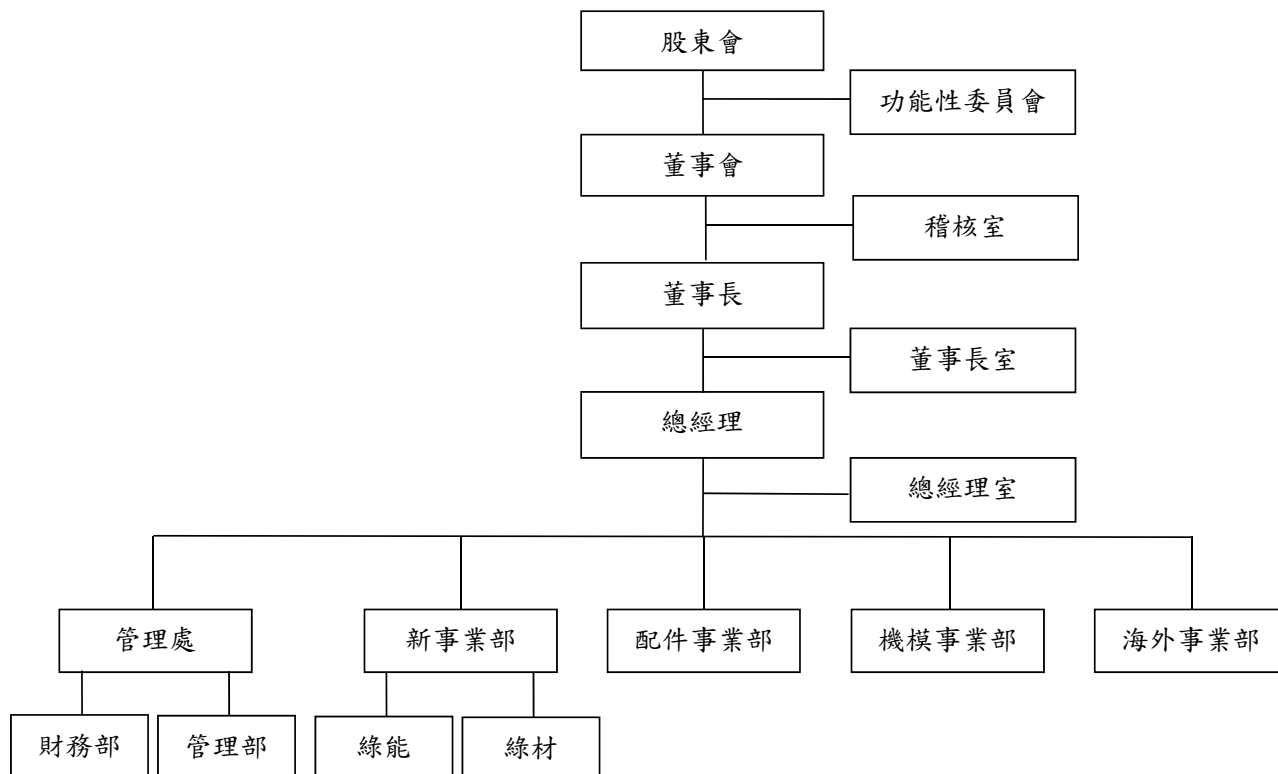 股東會
功能性委員會
董事會
稽核室
董事長
董事長室
總經理
總經理室
管理處
新事業部
配件事業部
機模事業部
海外事業部
財務部
管理部
綠能
綠材